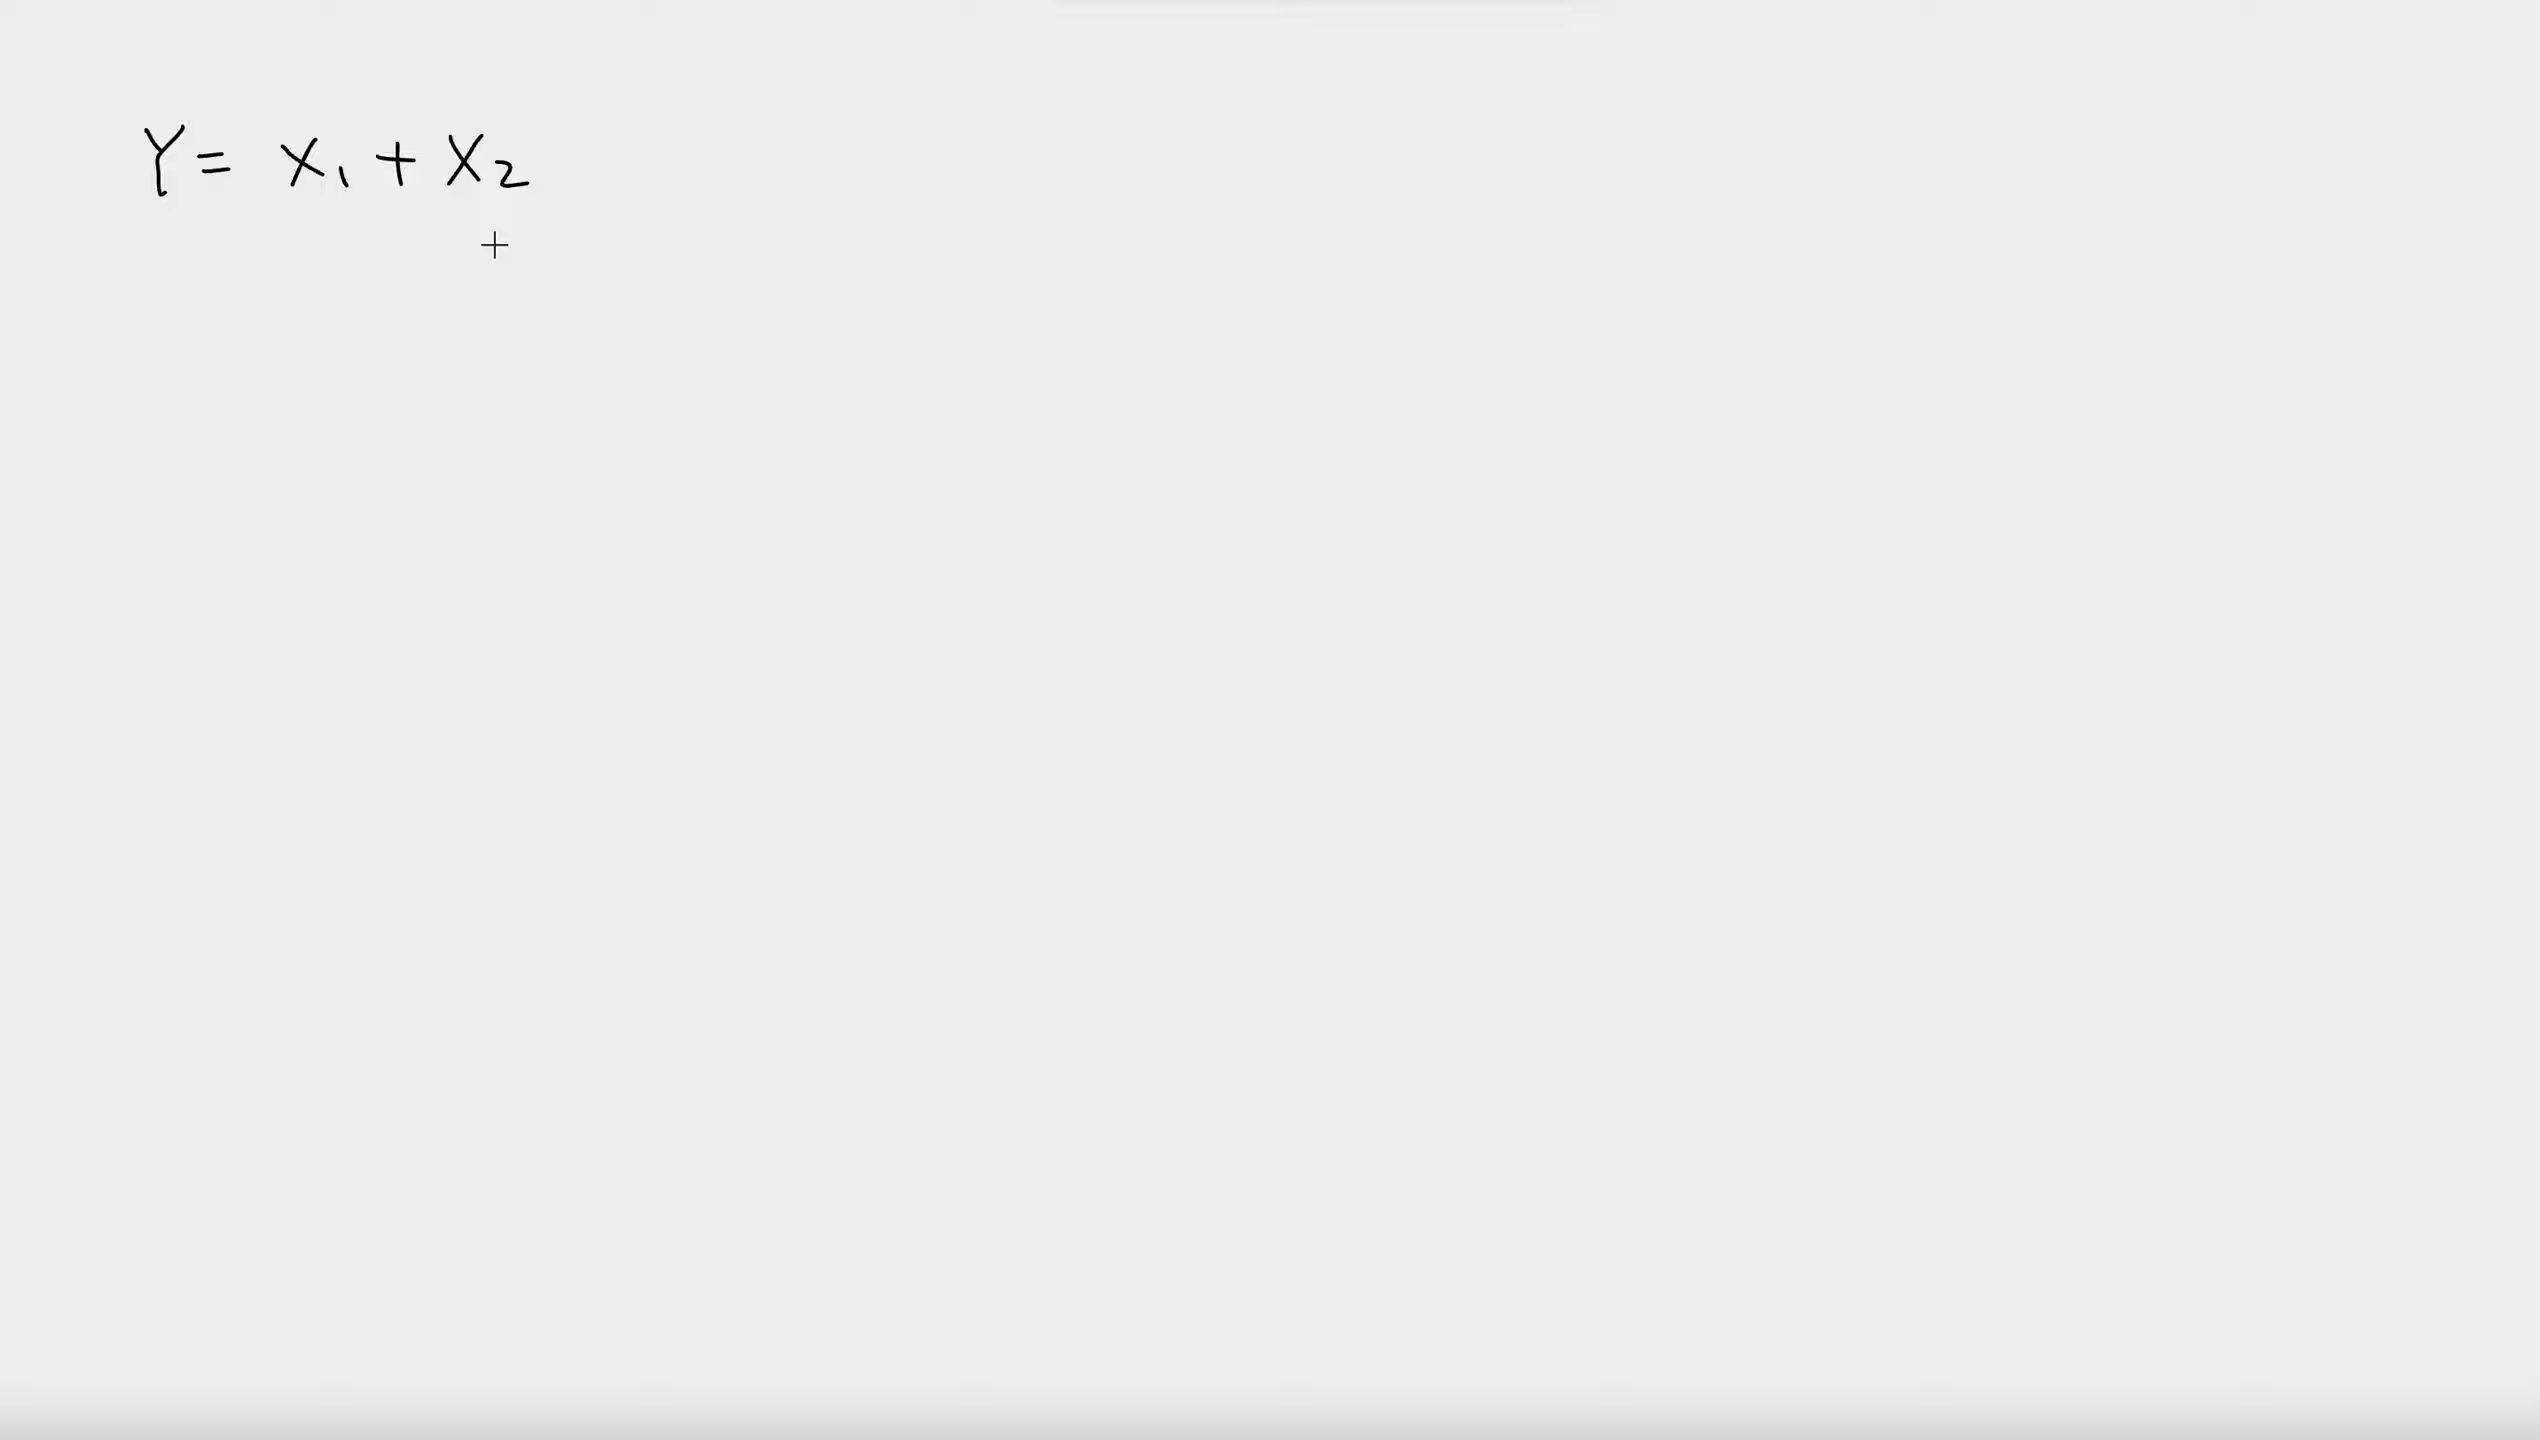 Y = X₁ + X₂